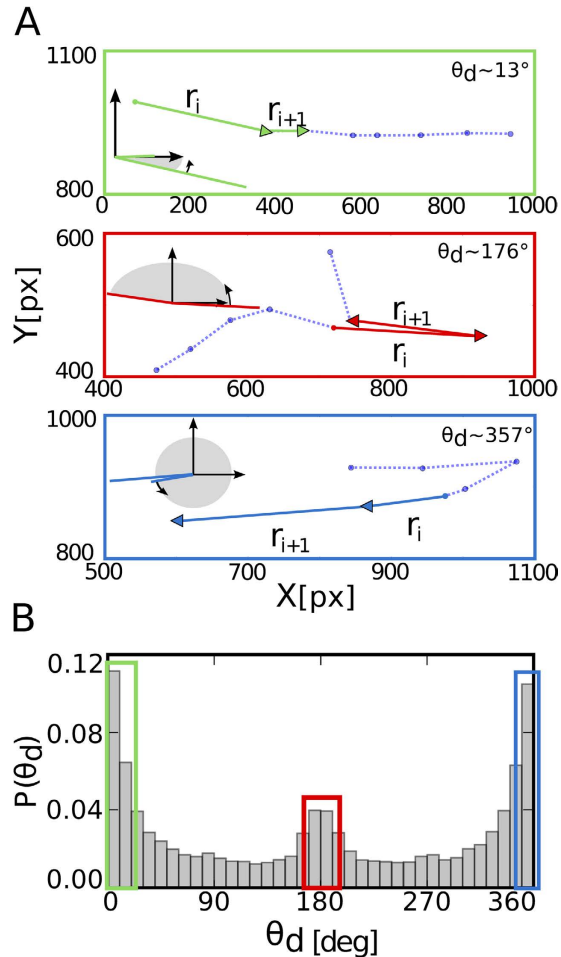 A
1100
θd~13°
ri
ri+1
800
0 200 400 600 800 1000
600
θd~176°
ri+1
ri
Y[px]
400
400 600 800 1000
1000
θd~357°
ri+1
ri
800
500 700 900 1100
X[px]
B
0.12
0.08
0.04
0.00
P(θd)
0 90 180 270 360
θd [deg]